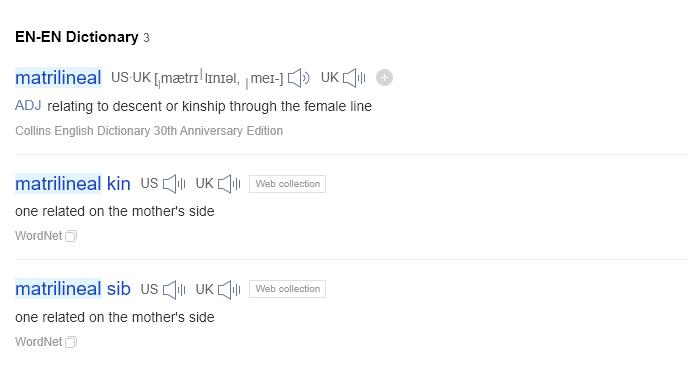 EN-EN Dictionary 3
matrilineal US·UK [ˌmætrɪˈlɪnɪəl, ˌmeɪ-] UK
ADJ relating to descent or kinship through the female line
Collins English Dictionary 30th Anniversary Edition
matrilineal kin US UK Web collection
one related on the mother's side
WordNet
matrilineal sib US UK Web collection
one related on the mother's side
WordNet